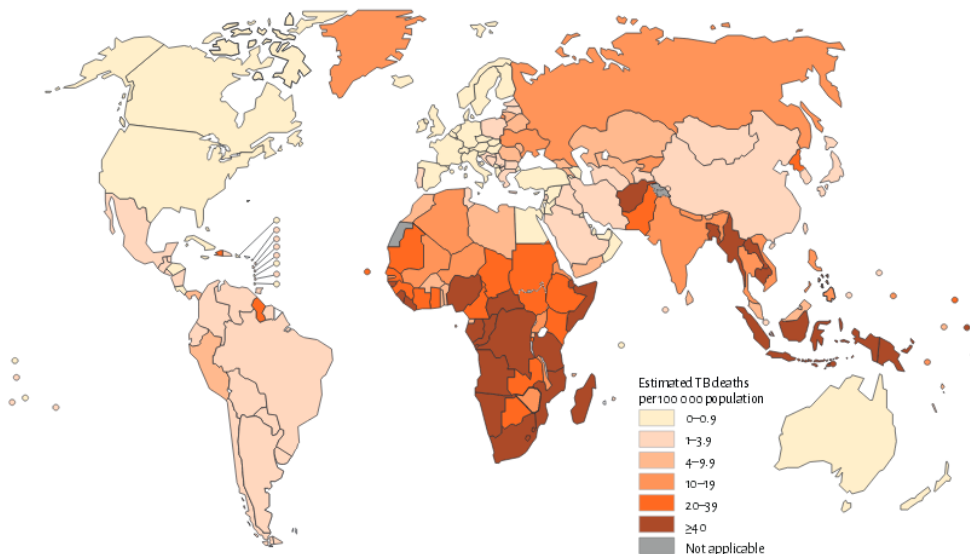 Estimated TB deaths
per 100 000 population
0–0.9
1–3.9
4–9.9
10–19
20–39
≥40
Not applicable